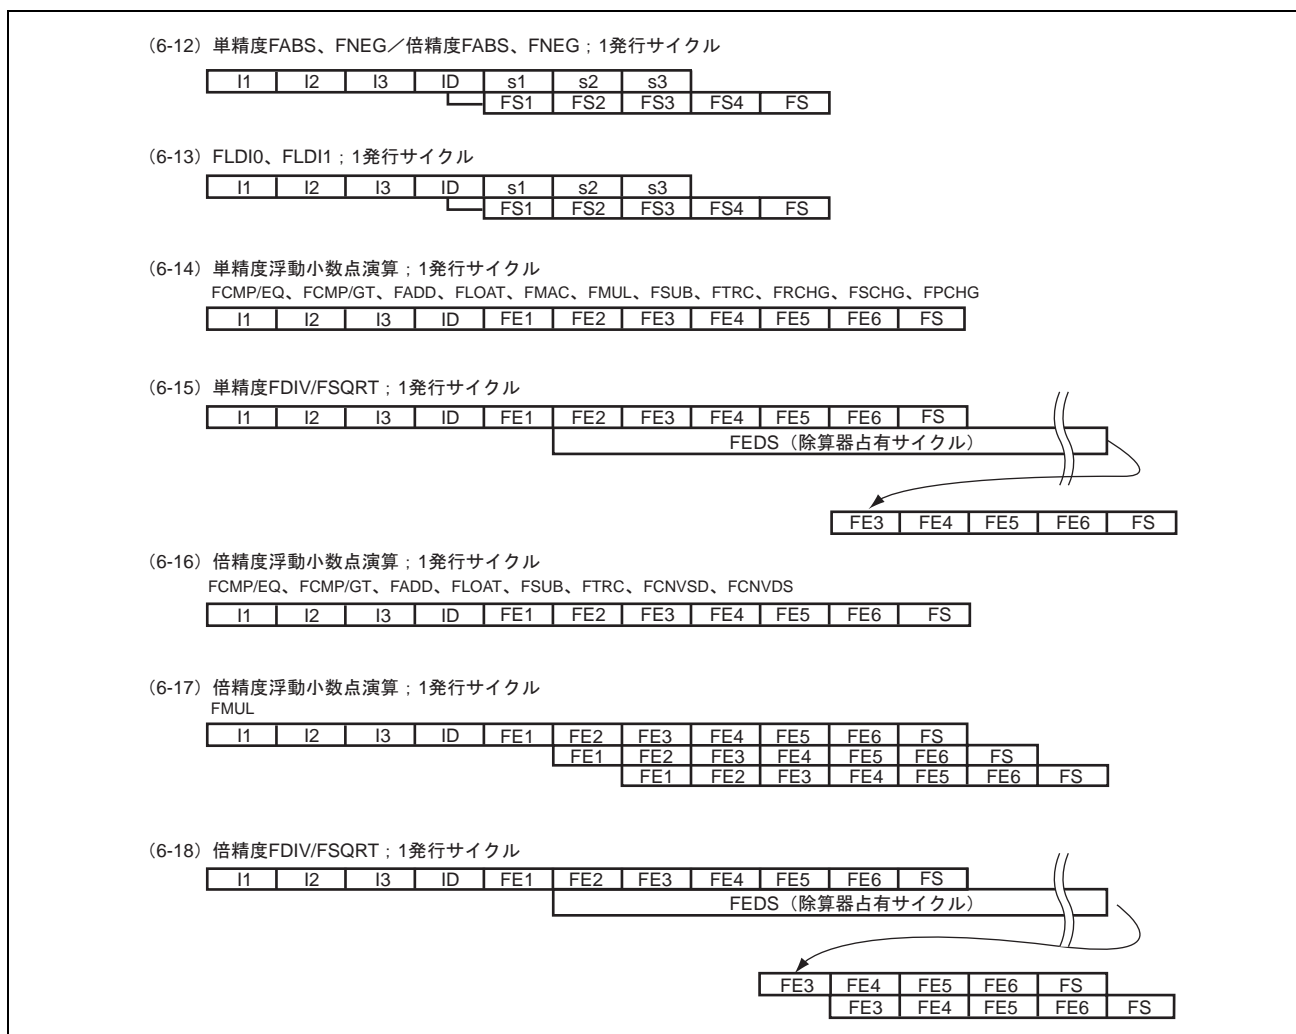 （6-12）単精度FABS、FNEG／倍精度FABS、FNEG；1発行サイクル
I1 I2 I3 ID s1 s2 s3
FS1 FS2 FS3 FS4 FS
（6-13）FLDI0、FLDI1；1発行サイクル
I1 I2 I3 ID s1 s2 s3
FS1 FS2 FS3 FS4 FS
（6-14）単精度浮動小数点演算；1発行サイクル
FCMP/EQ、FCMP/GT、FADD、FLOAT、FMAC、FMUL、FSUB、FTRC、FRCHG、FSCHG、FPCHG
I1 I2 I3 ID FE1 FE2 FE3 FE4 FE5 FE6 FS
（6-15）単精度FDIV/FSQRT；1発行サイクル
I1 I2 I3 ID FE1 FE2 FE3 FE4 FE5 FE6 FS
FEDS（除算器占有サイクル）
FE3 FE4 FE5 FE6 FS
（6-16）倍精度浮動小数点演算；1発行サイクル
FCMP/EQ、FCMP/GT、FADD、FLOAT、FSUB、FTRC、FCNVSD、FCNVDS
I1 I2 I3 ID FE1 FE2 FE3 FE4 FE5 FE6 FS
（6-17）倍精度浮動小数点演算；1発行サイクル
FMUL
I1 I2 I3 ID FE1 FE2 FE3 FE4 FE5 FE6 FS
FE1 FE2 FE3 FE4 FE5 FE6 FS
FE1 FE2 FE3 FE4 FE5 FE6 FS
（6-18）倍精度FDIV/FSQRT；1発行サイクル
I1 I2 I3 ID FE1 FE2 FE3 FE4 FE5 FE6 FS
FEDS（除算器占有サイクル）
FE3 FE4 FE5 FE6 FS
FE3 FE4 FE5 FE6 FS